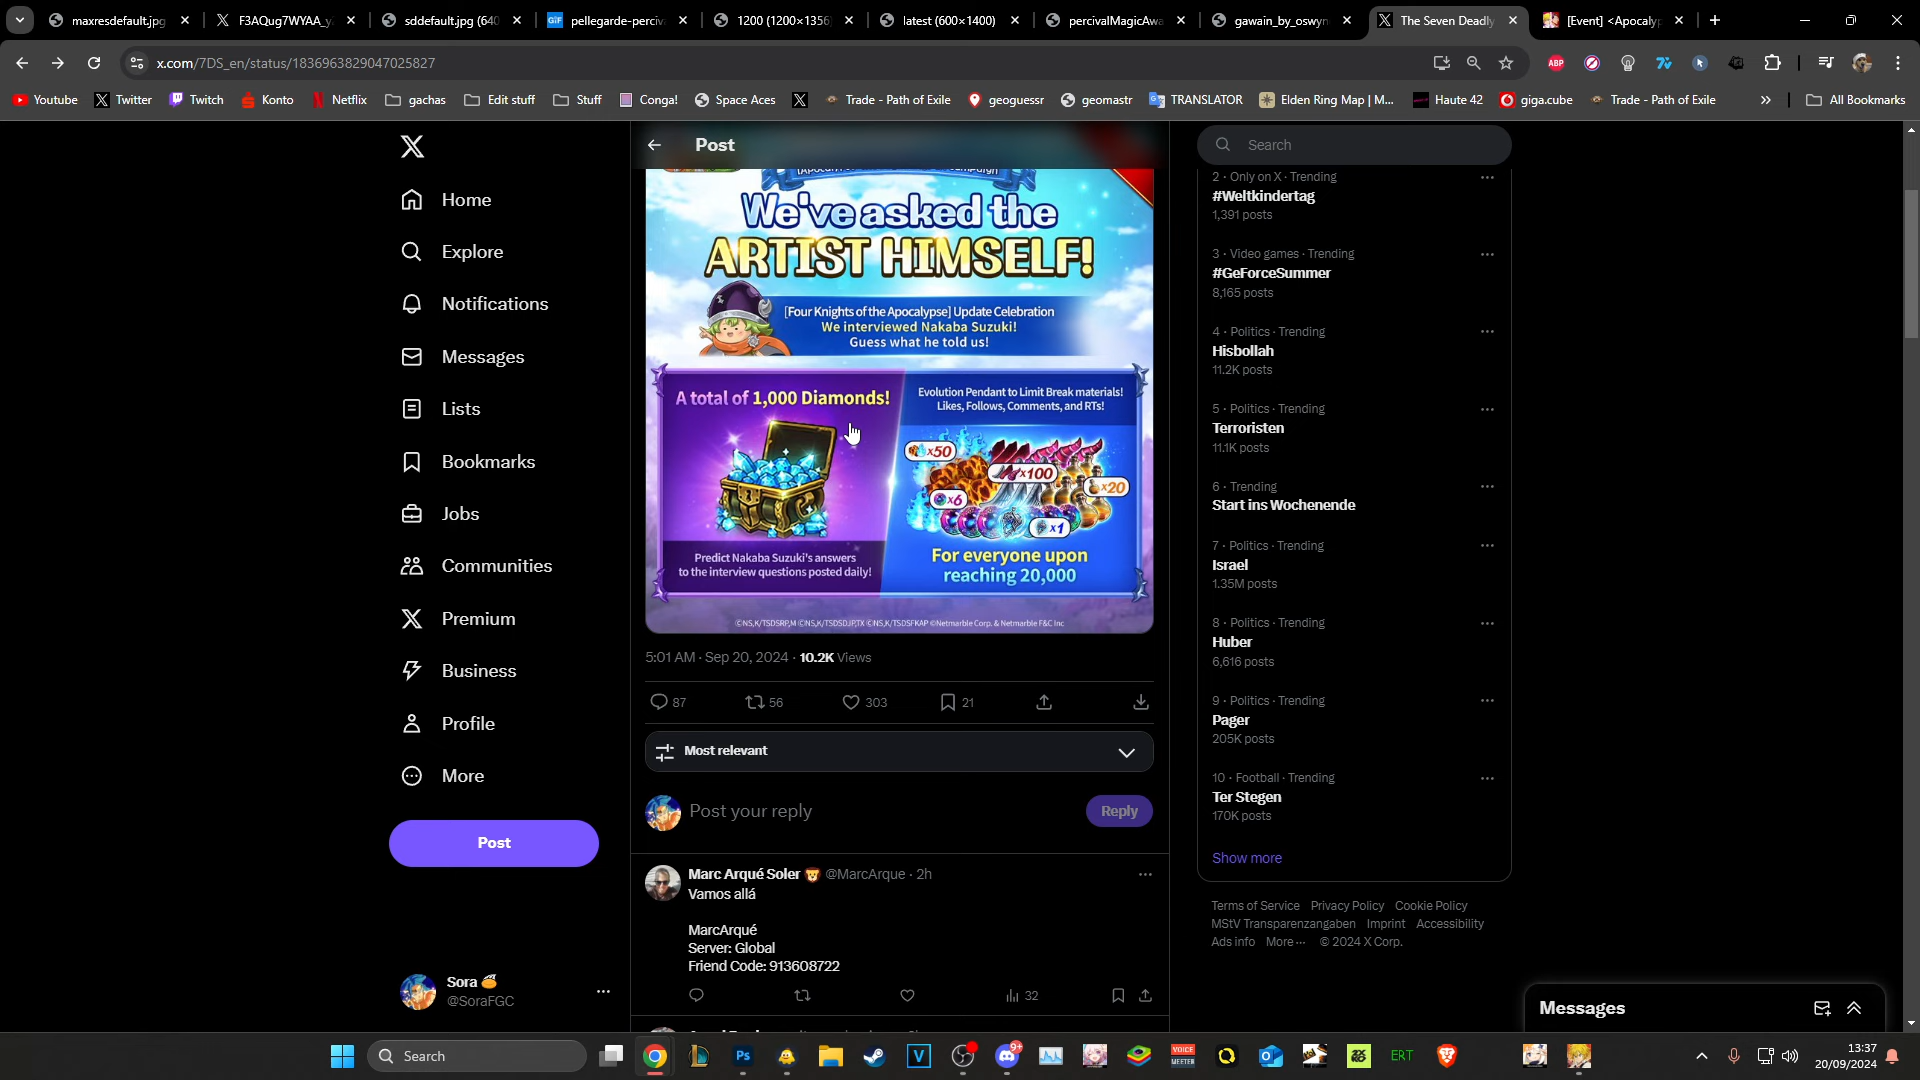 maxresdefault.jpg
F3AQug7WYAA_y
sddefault.jpg (640
pellegarde-perciv
1200 (1200×1356
latest (600×1400)
percivalMagicAwa
gawain_by_oswyn
The Seven Deadly
[Event] <Apocalyp
x.com/7DS_en/status/1836963829047025827
ABP
Youtube
Twitter
Twitch
Konto
Netflix
gachas
Edit stuff
Stuff
Conga!
Space Aces
Trade - Path of Exile
geoguessr
geomastr
TRANSLATOR
Elden Ring Map | M...
Haute 42
giga.cube
Trade - Path of Exile
All Bookmarks
Home
Explore
Notifications
Messages
Lists
Bookmarks
Jobs
Communities
Premium
Business
Profile
More
Post
Sora
@SoraFGC
Post
We've asked the
ARTIST HIMSELF!
[Four Knights of the Apocalypse] Update Celebration
We interviewed Nakaba Suzuki!
Guess what he told us!
A total of 1,000 Diamonds!
Predict Nakaba Suzuki's answers
to the interview questions posted daily!
Evolution Pendant to Limit Break materials!
Likes, Follows, Comments, and RTs!
x50
x100
x20
x6
x1
For everyone upon
reaching 20,000
©NS,K/TSDSRP,M ©NS,K/TSDSDJP,TX ©NS,K/TSDSFKAP ©Netmarble Corp. & Netmarble F&C Inc
5:01 AM · Sep 20, 2024 · 10.2K Views
87
56
303
21
Most relevant
Post your reply
Reply
Marc Arqué Soler @MarcArque · 2h
Vamos allá
MarcArqué
Server: Global
Friend Code: 913608722
32
Search
2 · Only on X · Trending
#Weltkindertag
1,391 posts
3 · Video games · Trending
#GeForceSummer
8,165 posts
4 · Politics · Trending
Hisbollah
11.2K posts
5 · Politics · Trending
Terroristen
11.1K posts
6 · Trending
Start ins Wochenende
7 · Politics · Trending
Israel
1.35M posts
8 · Politics · Trending
Huber
6,616 posts
9 · Politics · Trending
Pager
205K posts
10 · Football · Trending
Ter Stegen
170K posts
Show more
Terms of Service Privacy Policy Cookie Policy
MStV Transparenzangaben Imprint Accessibility
Ads info More ··· © 2024 X Corp.
Messages
Search
Ps
V
9+
VOICE
MEETER
ERT
13:37
20/09/2024